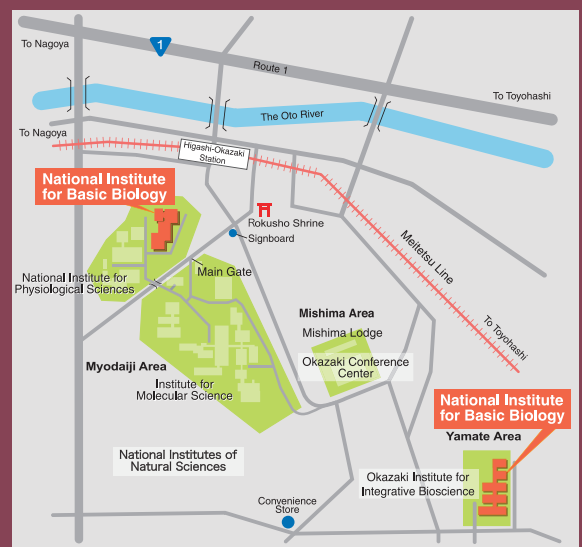 To Nagoya
1
Route 1
To Toyohashi
The Oto River
To Nagoya
Higashi-Okazaki
Station
National Institute
for Basic Biology
Rokusho Shrine
Signboard
Meitetsu Line
Main Gate
National Institute for
Physiological Sciences
Mishima Area
Mishima Lodge
To Toyohashi
Okazaki Conference
Center
Myodaiji Area
Institute for
Molecular Science
National Institute
for Basic Biology
Yamate Area
National Institutes of
Natural Sciences
Okazaki Institute for
Integrative Bioscience
Convenience
Store